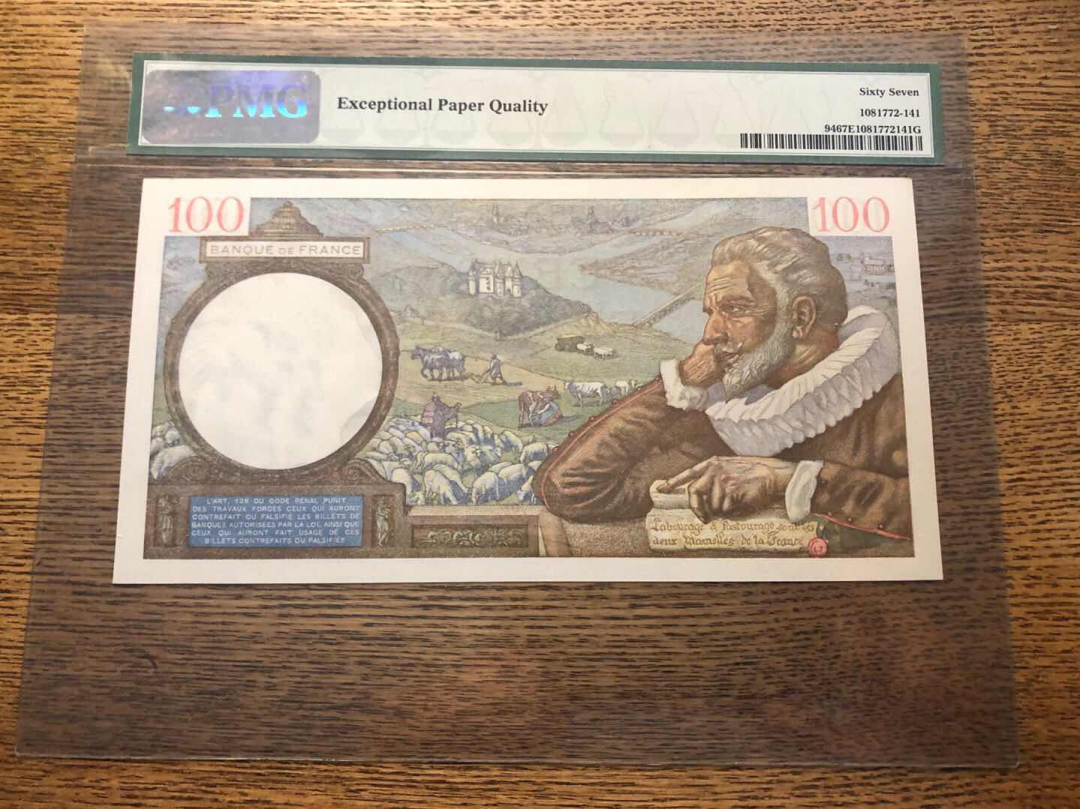 PMG
Exceptional Paper Quality
Sixty Seven
1081772-141
9467E1081772141G
100
100
BANQUE DE FRANCE
L'ART. 139 DU CODE PENAL PUNIT
DES TRAVAUX FORCES CEUX QUI AURONT
CONTREFAIT OU FALSIFIE LES BILLETS DE
BANQUES AUTORISEES PAR LA LOI. AINSI QUE
CEUX QUI AURONT FAIT USAGE DE CES
BILLETS CONTREFAITS OU FALSIFIES
Labourage & Pastourage sont les
deux Mamelles de la France